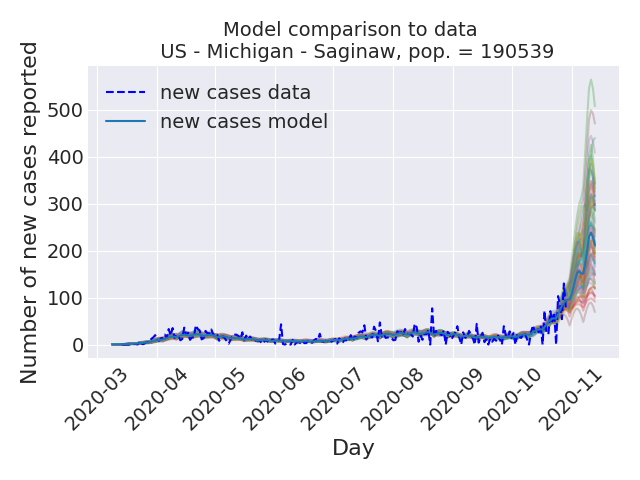 Model comparison to data
US - Michigan - Saginaw, pop. = 190539
new cases data
new cases model
Number of new cases reported
500
400
300
200
100
0
2020-03
2020-04
2020-05
2020-06
2020-07
2020-08
2020-09
2020-10
2020-11
Day